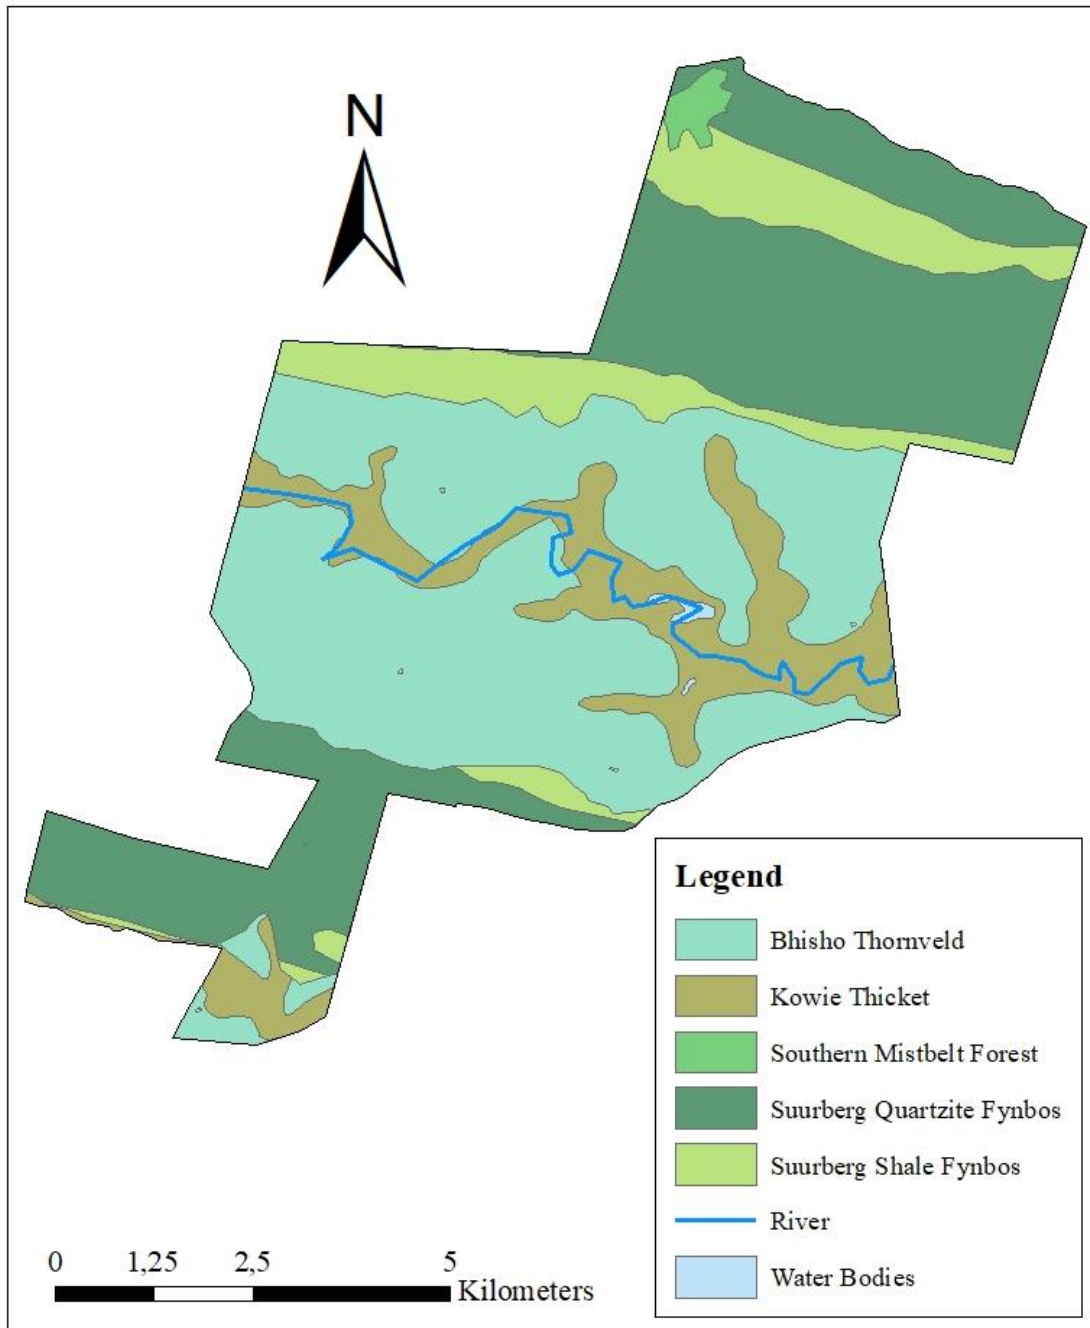 N
Legend
Bhisho Thornveld
Kowie Thicket
Southern Mistbelt Forest
Suurberg Quartzite Fynbos
Suurberg Shale Fynbos
River
Water Bodies
0 1,25 2,5 5
Kilometers